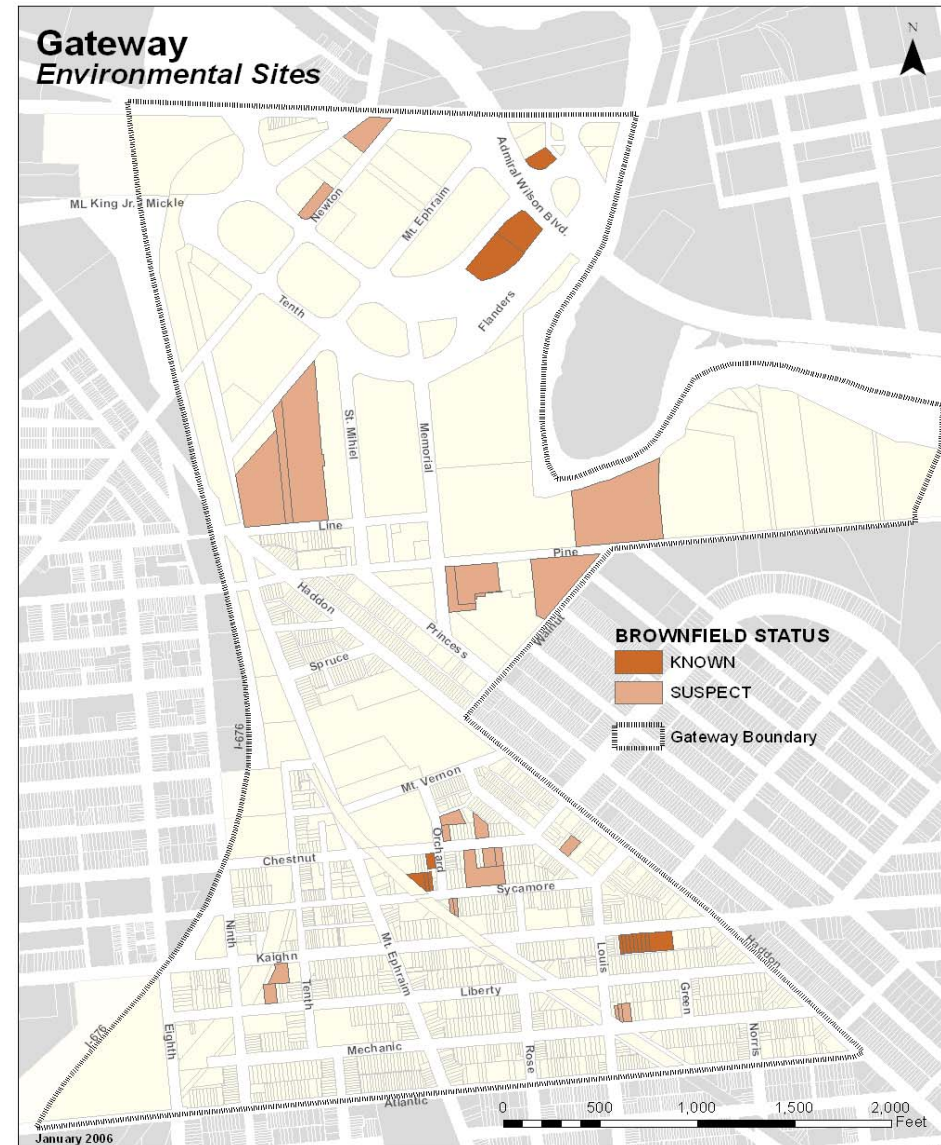 Gateway
Environmental Sites
N
Admiral Wilson Blvd.
ML King Jr. Mickle
Newton
Mt. Ephraim
Tenth
Flanders
St. Mihiel
Memorial
Line
Pine
Haddon
Princess
Walnut
Spruce
BROWNFIELD STATUS
KNOWN
SUSPECT
Gateway Boundary
I-676
Mt. Vernon
Orchard
Chestnut
Sycamore
Ninth
Kaighn
Mt. Ephraim
Louis
Haddon
Tenth
Liberty
Green
I-676
Eighth
Mechanic
Rose
Norris
Atlantic
0 500 1,000 1,500 2,000
Feet
January 2006